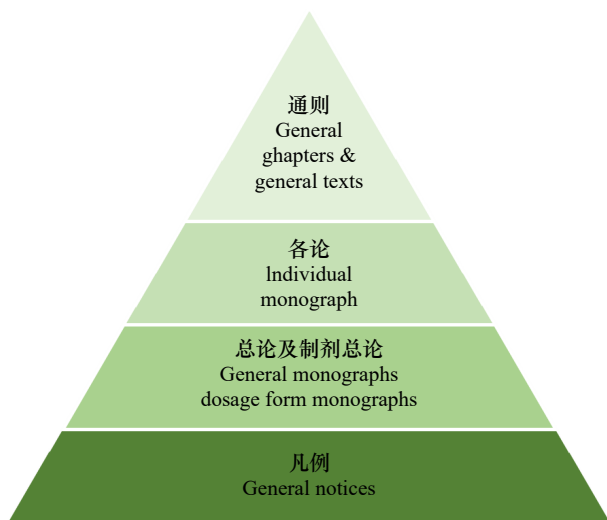 通则
General
ghapters &
general texts
各论
lndividual
monograph
总论及制剂总论
General monographs
dosage form monographs
凡例
General notices